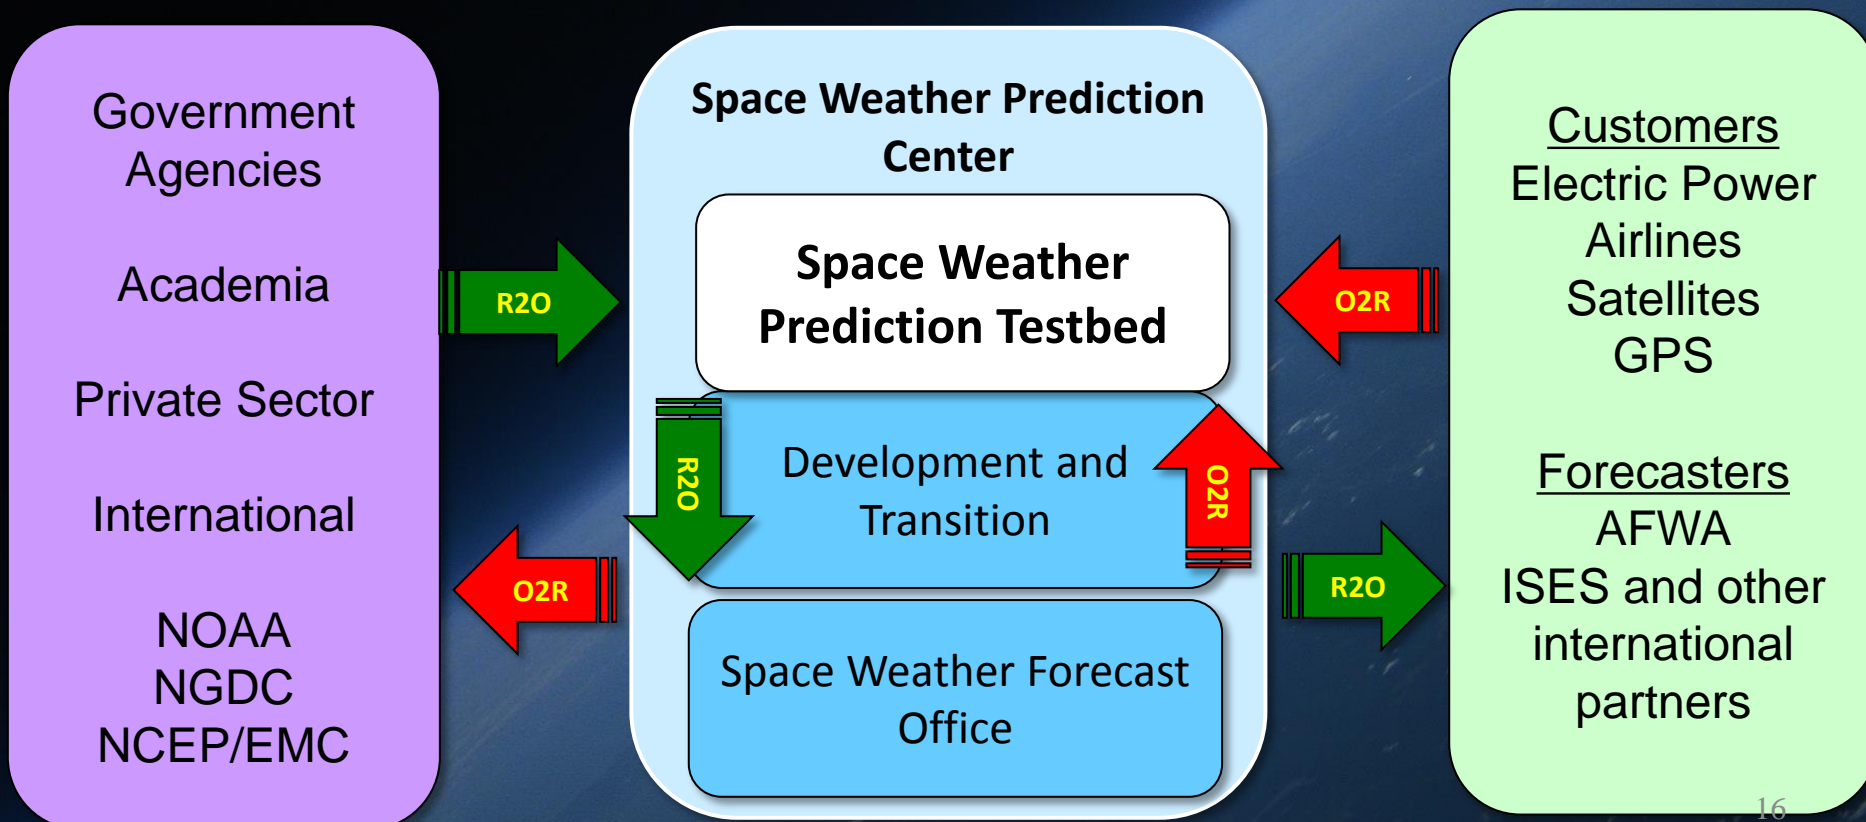 Government
Agencies
Academia
Private Sector
International
NOAA
NGDC
NCEP/EMC
R2O
O2R
Space Weather Prediction
Center
Space Weather
Prediction Testbed
R2O
Development and
Transition
O2R
Space Weather Forecast
Office
O2R
R2O
Customers
Electric Power
Airlines
Satellites
GPS
Forecasters
AFWA
ISES and other
international
partners
16